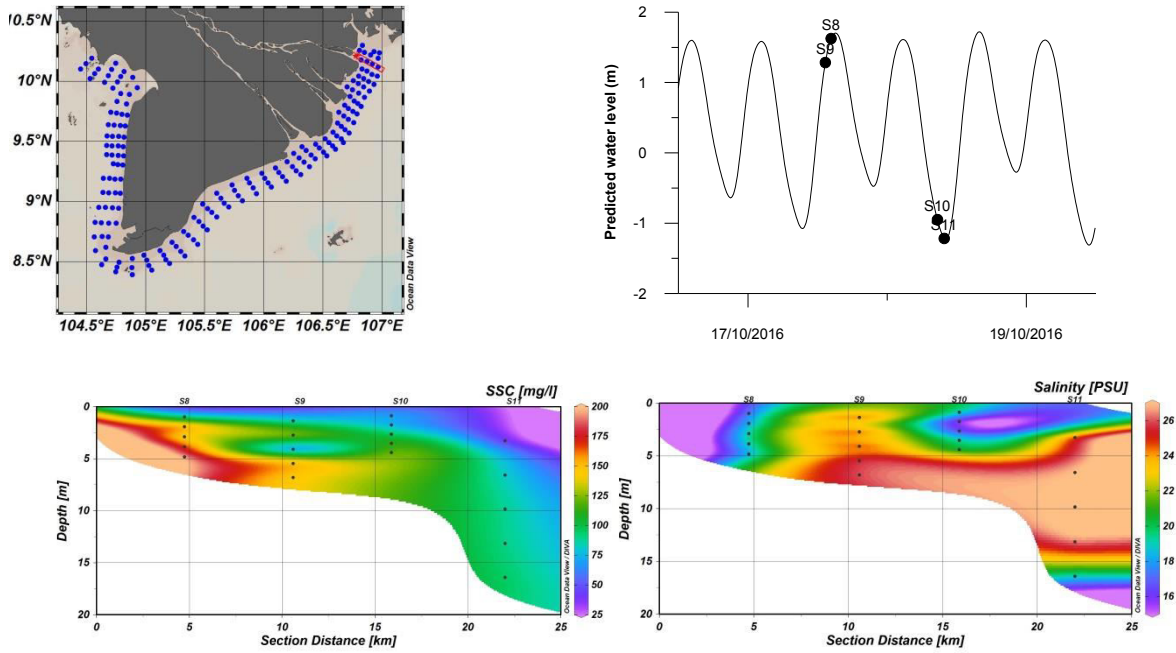 10.5°N
10°N
9.5°N
9°N
8.5°N
104.5°E 105°E 105.5°E 106°E 106.5°E 107°E
Ocean Data View
Predicted water level (m)
2
1
0
-1
-2
S8
S9
S10
S11
17/10/2016 19/10/2016
SSC [mg/l]
S8 S9 S10 S11
0
5
10
15
20
Depth [m]
0 5 10 15 20 25
Section Distance [km]
200
175
150
125
100
75
50
25
Ocean Data View / DIVA
Salinity [PSU]
S8 S9 S10 S11
0
5
10
15
20
Depth [m]
0 5 10 15 20 25
Section Distance [km]
26
24
22
20
18
16
Ocean Data View / DIVA